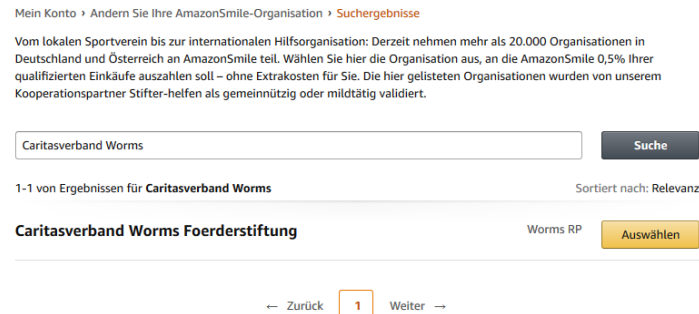 Mein Konto › Andern Sie Ihre AmazonSmile-Organisation › Suchergebnisse
Vom lokalen Sportverein bis zur internationalen Hilfsorganisation: Derzeit nehmen mehr als 20.000 Organisationen in
Deutschland und Österreich an AmazonSmile teil. Wählen Sie hier die Organisation aus, an die AmazonSmile 0,5% Ihrer
qualifizierten Einkäufe auszahlen soll – ohne Extrakosten für Sie. Die hier gelisteten Organisationen wurden von unserem
Kooperationspartner Stifter-helfen als gemeinnützig oder mildtätig validiert.
Caritasverband Worms Suche
1-1 von Ergebnissen für Caritasverband Worms Sortiert nach: Relevanz
Caritasverband Worms Foerderstiftung Worms RP Auswählen
← Zurück 1 Weiter →